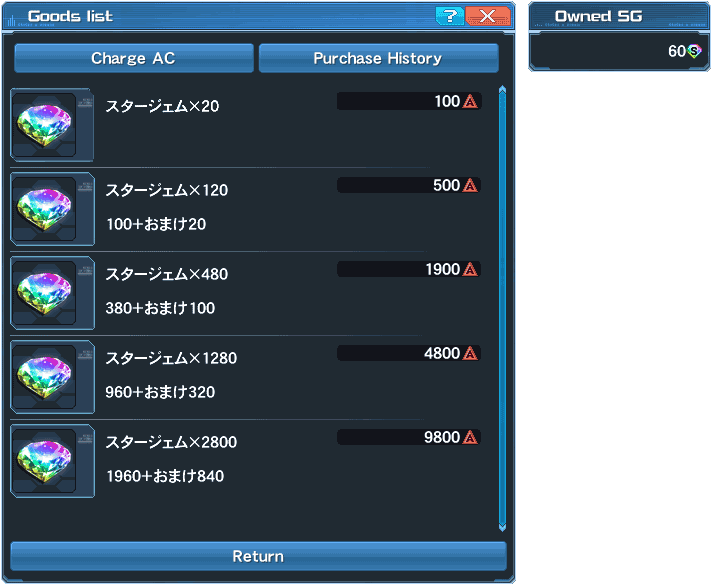 Goods list
?
Owned SG
60
Charge AC
Purchase History
スタージェム×20
100
スタージェム×120
500
100+おまけ20
スタージェム×480
1900
380+おまけ100
スタージェム×1280
4800
960+おまけ320
スタージェム×2800
9800
1960+おまけ840
Return